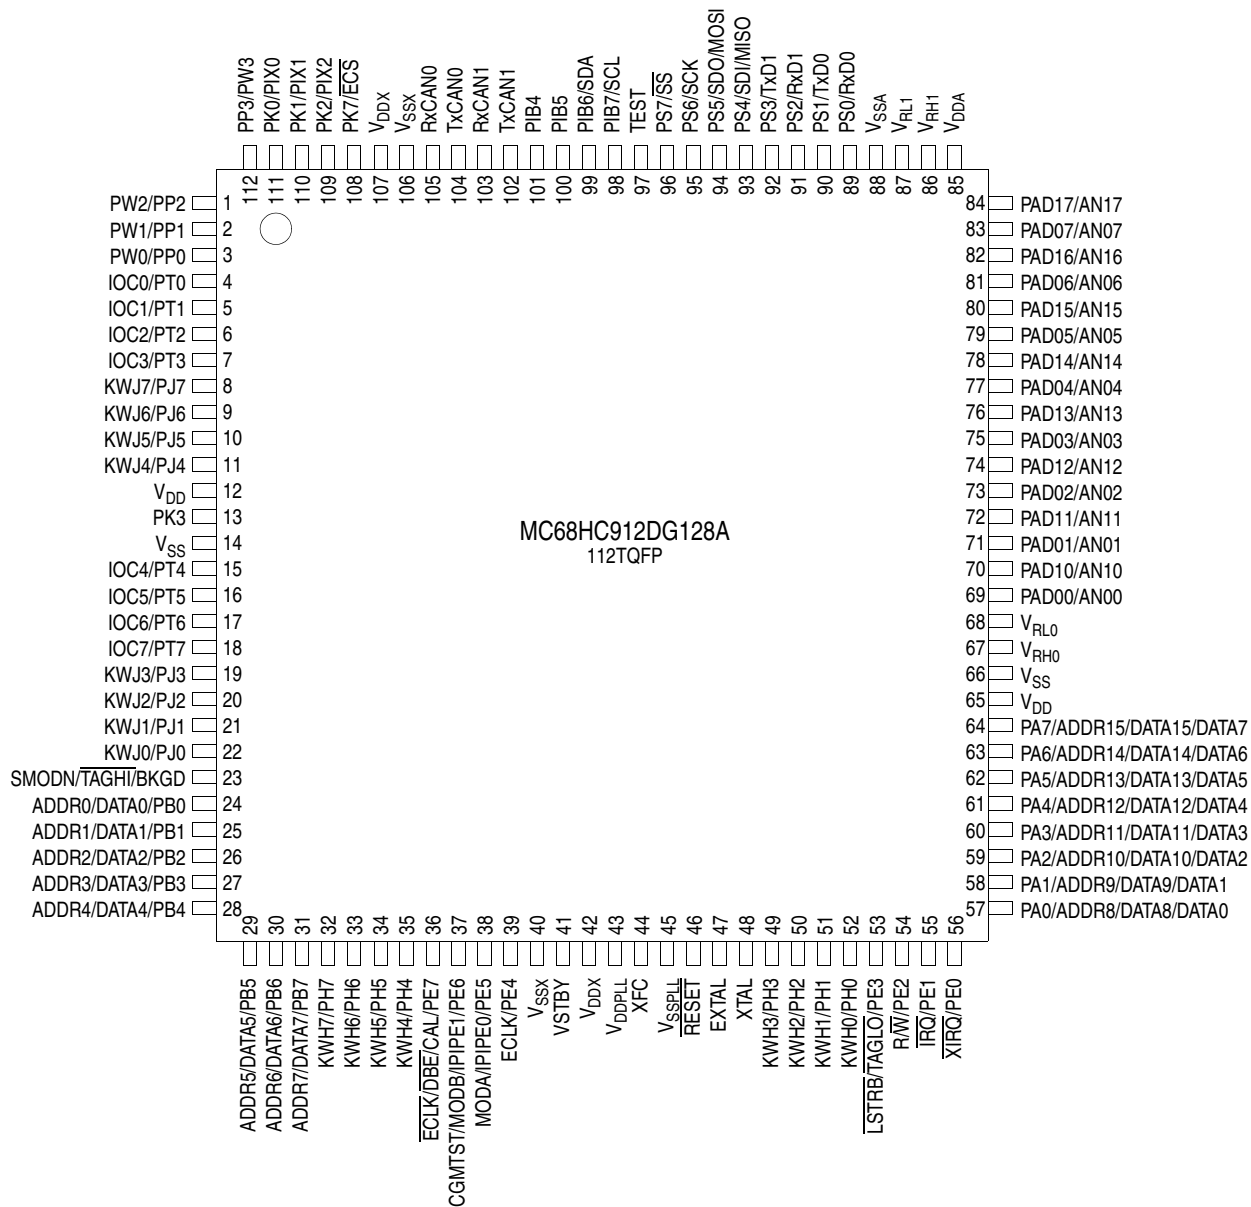 PP3/PW3
PK0/PIX0
PK1/PIX1
PK2/PIX2
PK7/ECS
VDDX
VSSX
RxCAN0
TxCAN0
RxCAN1
TxCAN1
PIB4
PIB5
PIB6/SDA
PIB7/SCL
TEST
PS7/SS
PS6/SCK
PS5/SDO/MOSI
PS4/SDI/MISO
PS3/TxD1
PS2/RxD1
PS1/TxD0
PS0/RxD0
VSSA
VRL1
VRH1
VDDA
112
111
110
109
108
107
106
105
104
103
102
101
100
99
98
97
96
95
94
93
92
91
90
89
88
87
86
85
PW2/PP2 1
PW1/PP1 2
PW0/PP0 3
IOC0/PT0 4
IOC1/PT1 5
IOC2/PT2 6
IOC3/PT3 7
KWJ7/PJ7 8
KWJ6/PJ6 9
KWJ5/PJ5 10
KWJ4/PJ4 11
VDD 12
PK3 13
VSS 14
IOC4/PT4 15
IOC5/PT5 16
IOC6/PT6 17
IOC7/PT7 18
KWJ3/PJ3 19
KWJ2/PJ2 20
KWJ1/PJ1 21
KWJ0/PJ0 22
SMODN/TAGHI/BKGD 23
ADDR0/DATA0/PB0 24
ADDR1/DATA1/PB1 25
ADDR2/DATA2/PB2 26
ADDR3/DATA3/PB3 27
ADDR4/DATA4/PB4 28
MC68HC912DG128A
112TQFP
84 PAD17/AN17
83 PAD07/AN07
82 PAD16/AN16
81 PAD06/AN06
80 PAD15/AN15
79 PAD05/AN05
78 PAD14/AN14
77 PAD04/AN04
76 PAD13/AN13
75 PAD03/AN03
74 PAD12/AN12
73 PAD02/AN02
72 PAD11/AN11
71 PAD01/AN01
70 PAD10/AN10
69 PAD00/AN00
68 VRL0
67 VRH0
66 VSS
65 VDD
64 PA7/ADDR15/DATA15/DATA7
63 PA6/ADDR14/DATA14/DATA6
62 PA5/ADDR13/DATA13/DATA5
61 PA4/ADDR12/DATA12/DATA4
60 PA3/ADDR11/DATA11/DATA3
59 PA2/ADDR10/DATA10/DATA2
58 PA1/ADDR9/DATA9/DATA1
57 PA0/ADDR8/DATA8/DATA0
29
30
31
32
33
34
35
36
37
38
39
40
41
42
43
44
45
46
47
48
49
50
51
52
53
54
55
56
ADDR5/DATA5/PB5
ADDR6/DATA6/PB6
ADDR7/DATA7/PB7
KWH7/PH7
KWH6/PH6
KWH5/PH5
KWH4/PH4
ECLK/DBE/CAL/PE7
CGMTST/MODB/IPIPE1/PE6
MODA/IPIPE0/PE5
ECLK/PE4
VSSX
VSTBY
VDDX
VDDPLL
XFC
VSSPLL
RESET
EXTAL
XTAL
KWH3/PH3
KWH2/PH2
KWH1/PH1
KWH0/PH0
LSTRB/TAGLO/PE3
R/W/PE2
IRQ/PE1
XIRQ/PE0